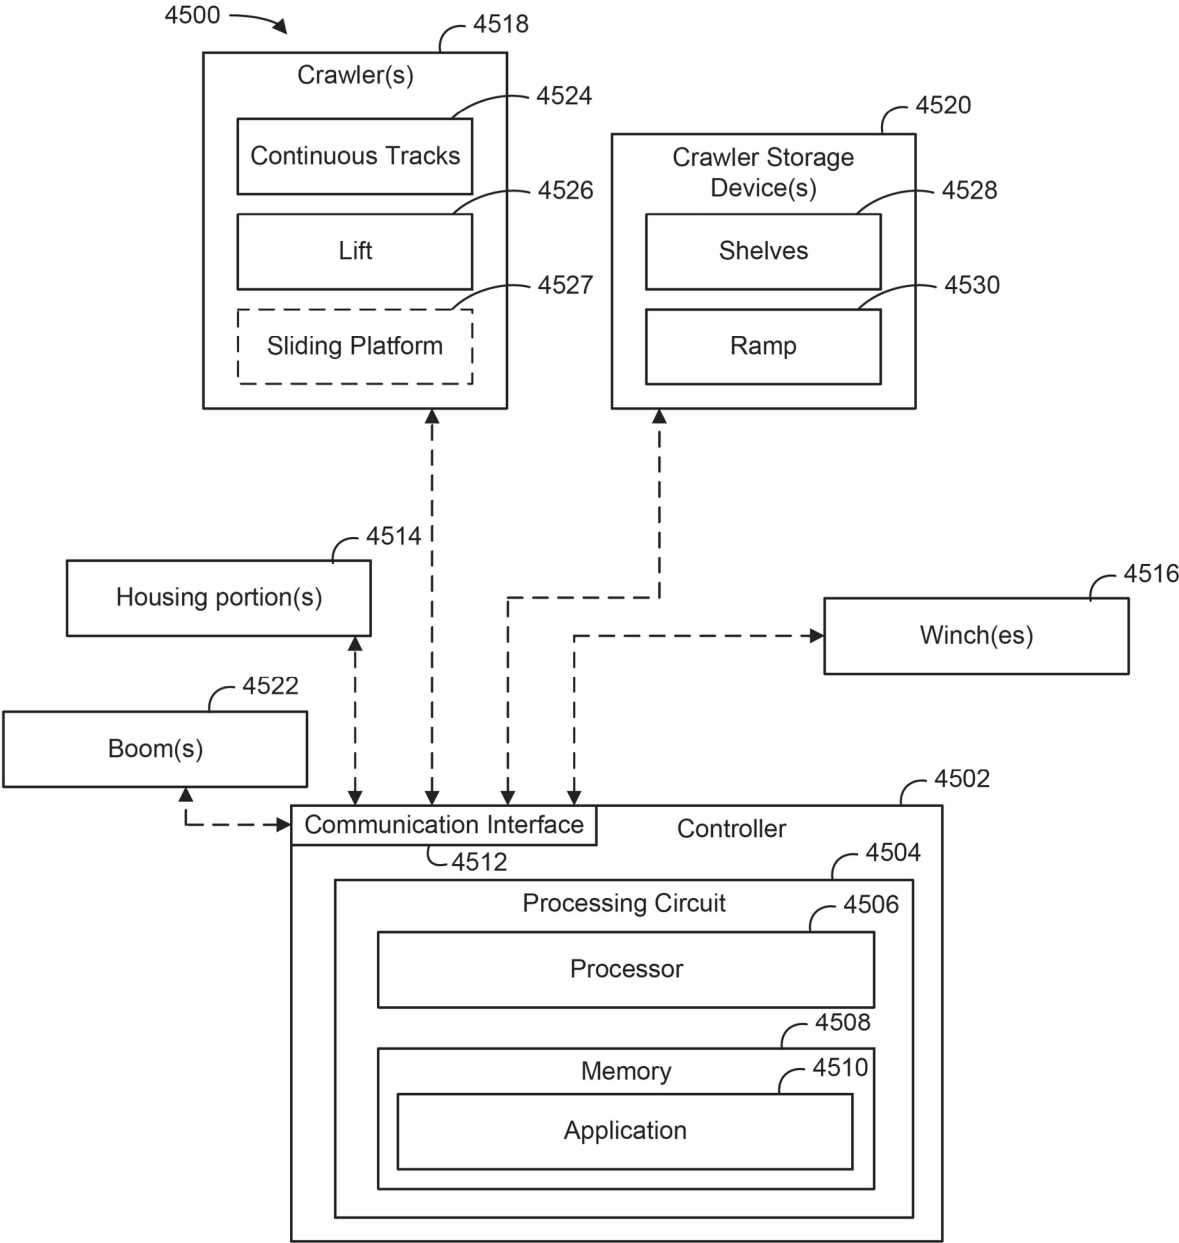 4500
4518
Crawler(s)
4524
Continuous Tracks
4526
Lift
4527
Sliding Platform
4520
Crawler Storage
Device(s)
4528
Shelves
4530
Ramp
4514
Housing portion(s)
4516
Winch(es)
4522
Boom(s)
4502
Communication Interface
Controller
4512
4504
Processing Circuit
4506
Processor
4508
Memory
4510
Application